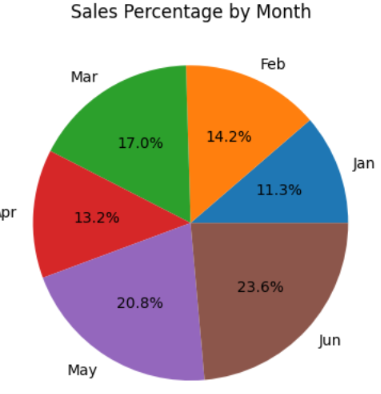 Sales Percentage by Month
Feb
Mar
17.0%
14.2%
Jan
11.3%
pr
13.2%
23.6%
20.8%
Jun
May